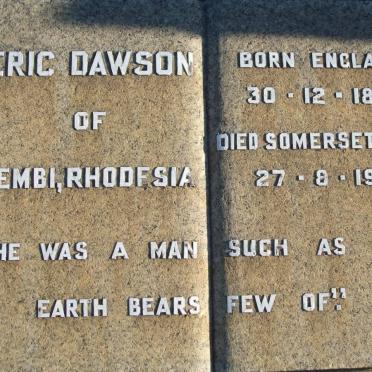 ERIC DAWSON
OF
EMBI, RHODESIA
BORN ENGLA
30 · 12 · 18
DIED SOMERSET
27 · 8 · 19
HE WAS A MAN SUCH AS
EARTH BEARS FEW OF".